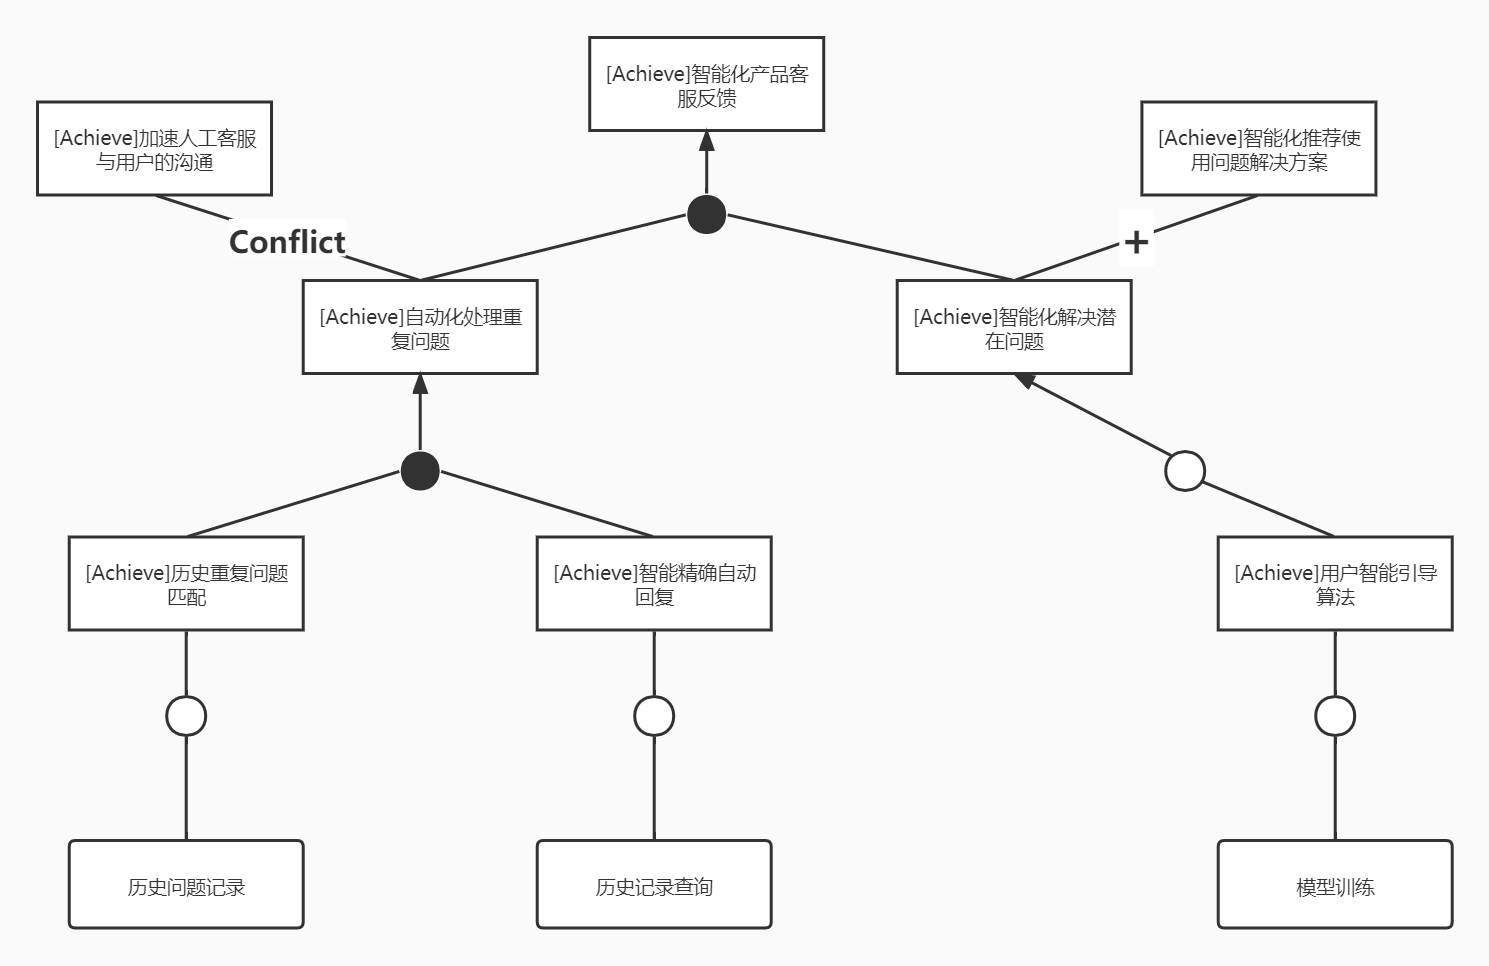 [Achieve]智能化产品客
服反馈
[Achieve]加速人工客服
与用户的沟通
[Achieve]智能化推荐使
用问题解决方案
Conflict
+
[Achieve]自动化处理重
复问题
[Achieve]智能化解决潜
在问题
[Achieve]历史重复问题
匹配
[Achieve]智能精确自动
回复
[Achieve]用户智能引导
算法
历史问题记录
历史记录查询
模型训练